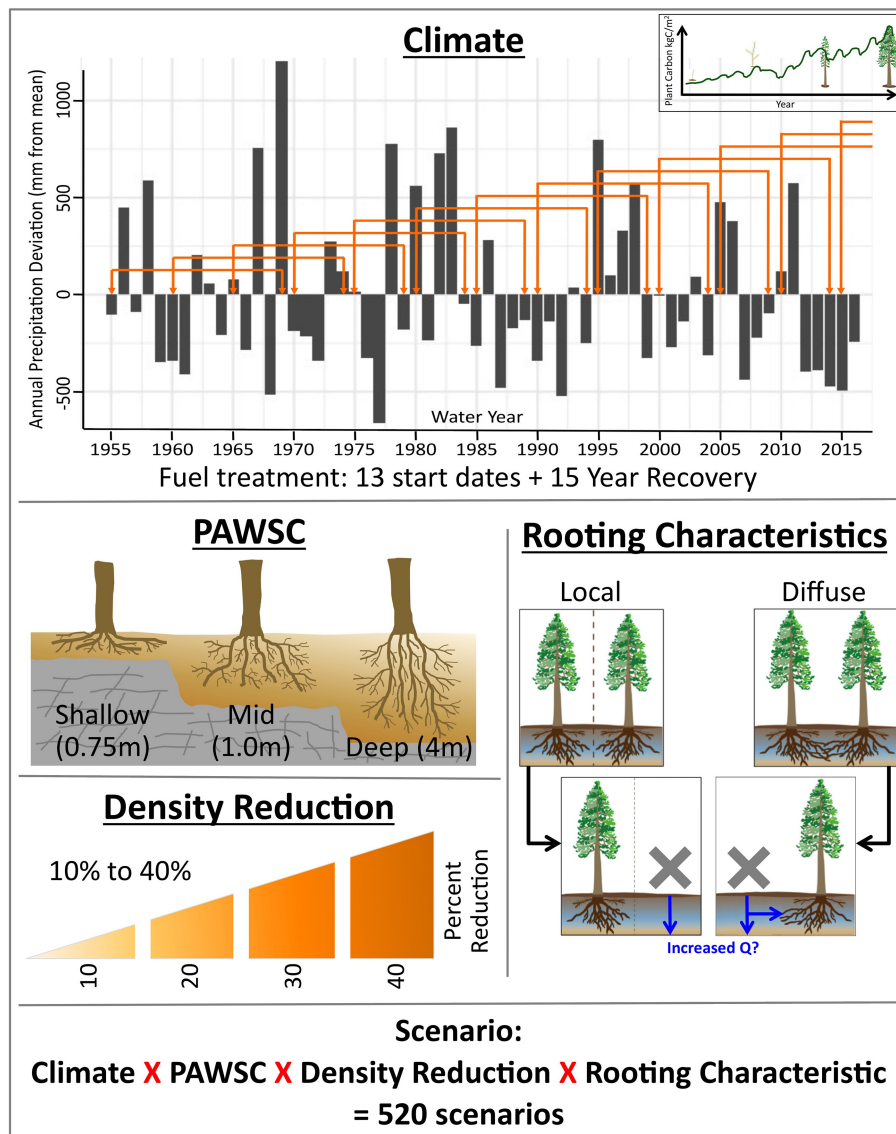 Climate
Plant Carbon kgC/m²
Year
Annual Precipitation Deviation (mm from mean)
1000
500
0
-500
Water Year
1955 1960 1965 1970 1975 1980 1985 1990 1995 2000 2005 2010 2015
Fuel treatment: 13 start dates + 15 Year Recovery
PAWSC
Shallow
(0.75m)
Mid
(1.0m)
Deep (4m)
Density Reduction
10% to 40%
10 20 30 40
Percent
Reduction
Rooting Characteristics
Local Diffuse
Increased Q?
Scenario:
Climate X PAWSC X Density Reduction X Rooting Characteristic
= 520 scenarios